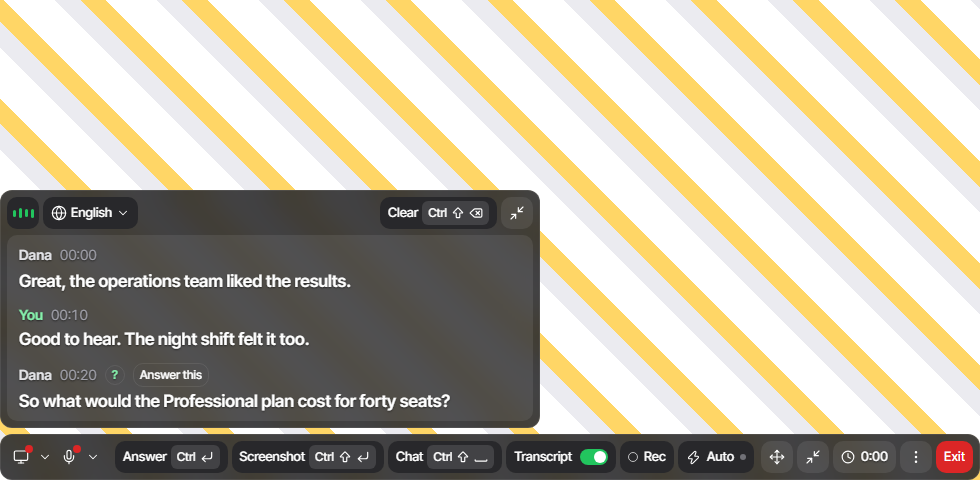 English
Clear Ctrl
Dana 00:00
Great, the operations team liked the results.
You 00:10
Good to hear. The night shift felt it too.
Dana 00:20 ? Answer this
So what would the Professional plan cost for forty seats?
Answer Ctrl Screenshot Ctrl Chat Ctrl Transcript Rec Auto 0:00 Exit